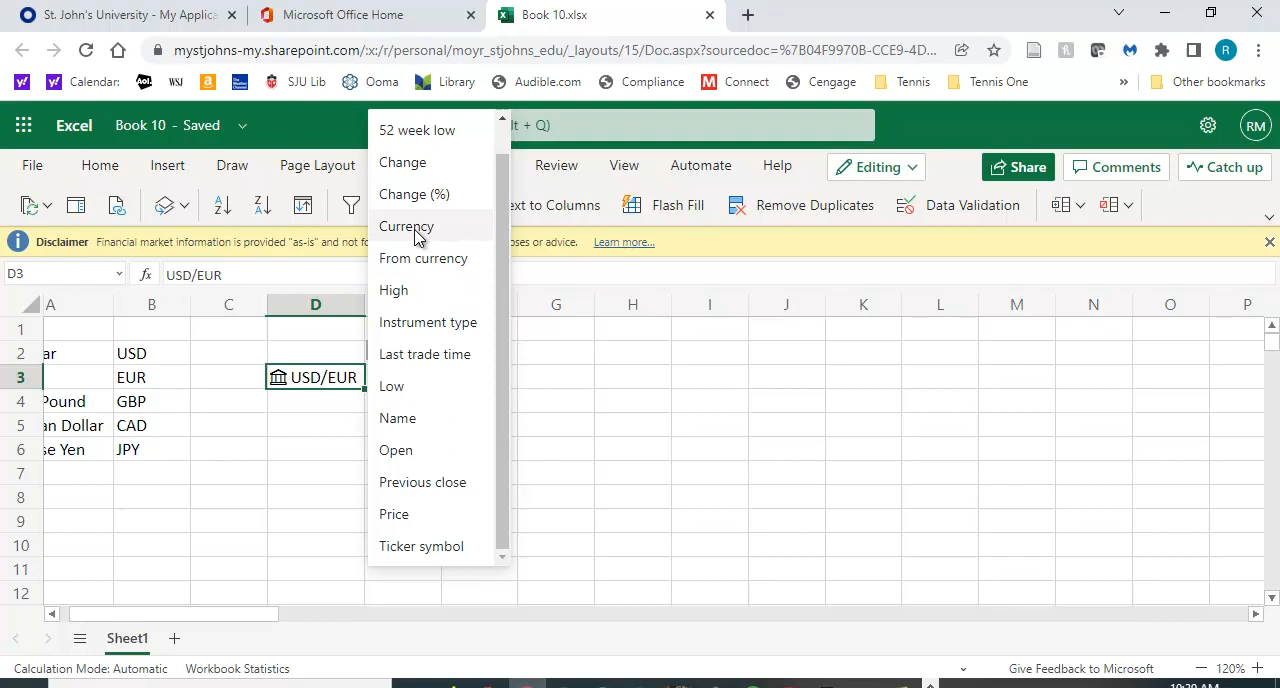 St. John's University - My Applica
Microsoft Office Home
Book 10.xlsx
mystjohns-my.sharepoint.com/:x:/r/personal/moyr_stjohns_edu/_layouts/15/Doc.aspx?sourcedoc=%7B04F9970B-CCE9-4D...
R
Calendar:
Aol.
WSJ
SJU Lib
Ooma
Library
Audible.com
Compliance
Connect
Cengage
Tennis
Tennis One
»
Other bookmarks
Excel
Book 10 - Saved
lt + Q)
RM
File
Home
Insert
Draw
Page Layout
Review
View
Automate
Help
Editing
Share
Comments
Catch up
ext to Columns
Flash Fill
Remove Duplicates
Data Validation
Disclaimer Financial market information is provided "as-is" and not fo
oses or advice.
Learn more...
D3
fx
USD/EUR
A B C D G H I J K L M N O P
1
2 ar USD
3 EUR USD/EUR
4 Pound GBP
5 an Dollar CAD
6 se Yen JPY
7
8
9
10
11
12
52 week low
Change
Change (%)
Currency
From currency
High
Instrument type
Last trade time
Low
Name
Open
Previous close
Price
Ticker symbol
Sheet1
Calculation Mode: Automatic
Workbook Statistics
Give Feedback to Microsoft
120%
10:20 AM